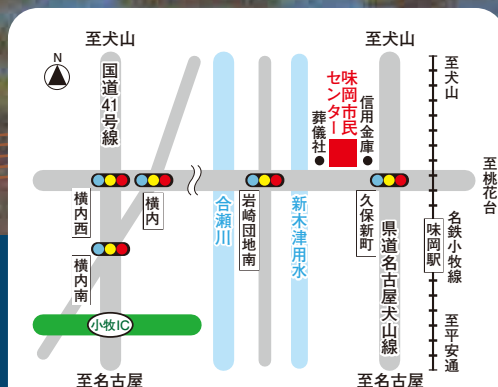 至犬山
至犬山
N
国道41号線
味岡市民
センター
信用金庫
葬儀社
至犬山
至桃花台
横内西
横内
合瀬川
岩崎団地南
新木津用水
久保新町
県道名古屋犬山線
味岡駅
名鉄小牧線
横内南
小牧IC
至平安通
至名古屋
至名古屋